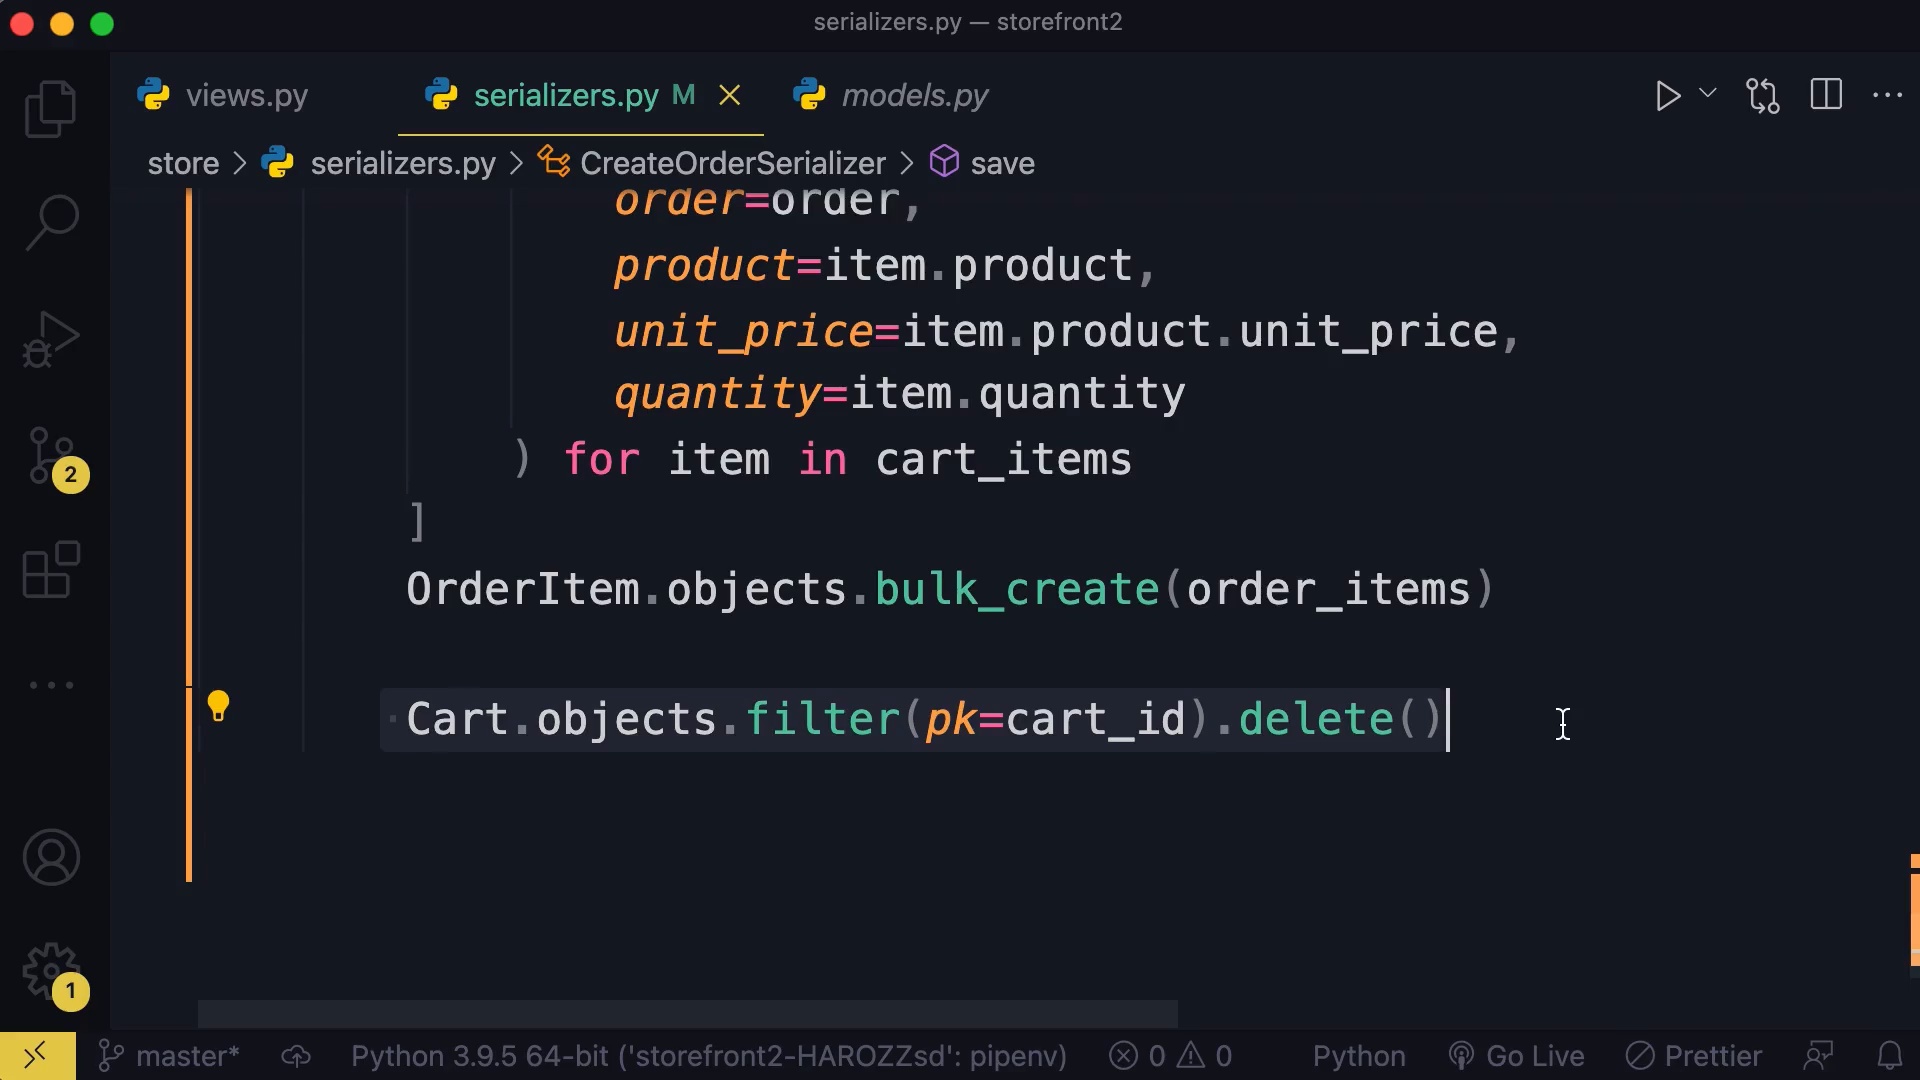 serializers.py — storefront2
views.py
serializers.py M
models.py
store > serializers.py > CreateOrderSerializer > save
order=order,
product=item.product,
unit_price=item.product.unit_price,
quantity=item.quantity
) for item in cart_items
]
OrderItem.objects.bulk_create(order_items)
Cart.objects.filter(pk=cart_id).delete()
2
1
master* Python 3.9.5 64-bit ('storefront2-HAROZZsd': pipenv) 0 0 Python Go Live Prettier